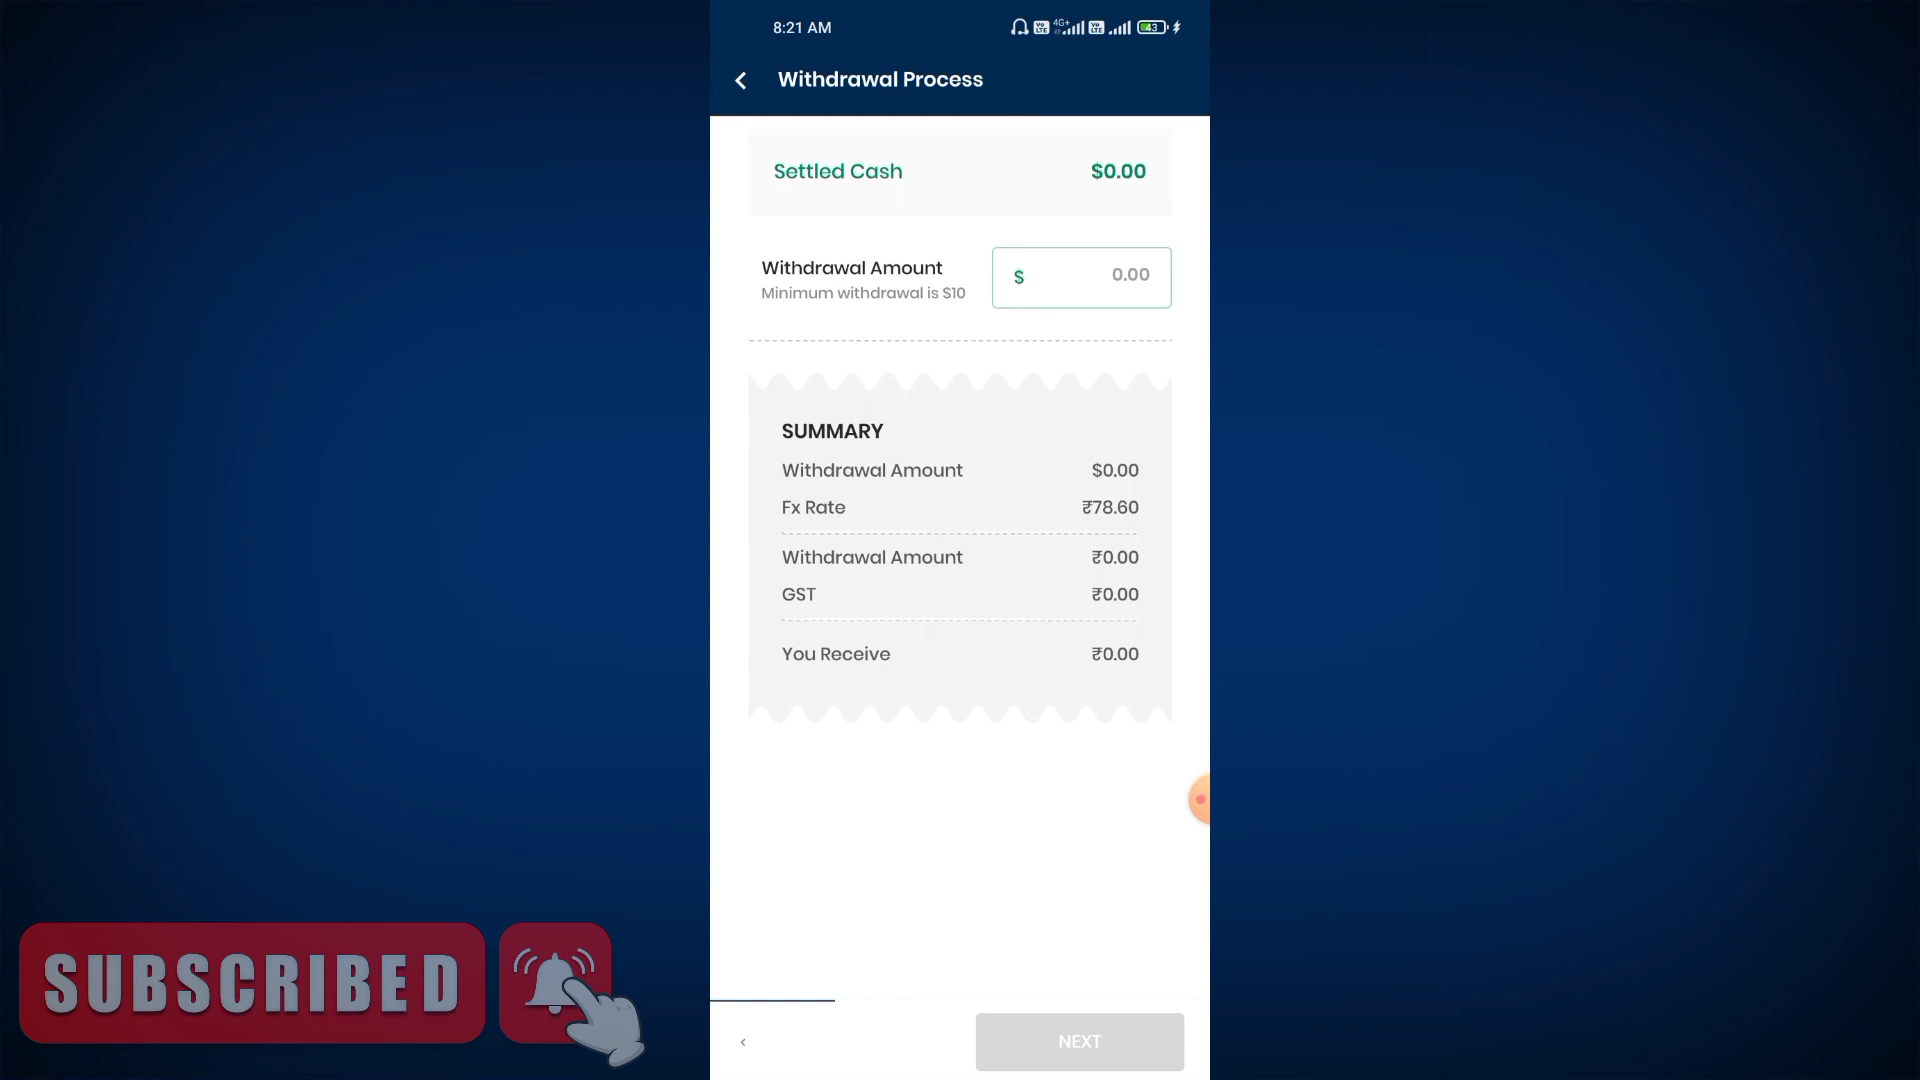 8:21 AM
4G+
43
Withdrawal Process
Settled Cash $0.00
Withdrawal Amount
Minimum withdrawal is $10
$ 0.00
SUMMARY
Withdrawal Amount $0.00
Fx Rate ₹78.60
Withdrawal Amount ₹0.00
GST ₹0.00
You Receive ₹0.00
SUBSCRIBED
NEXT